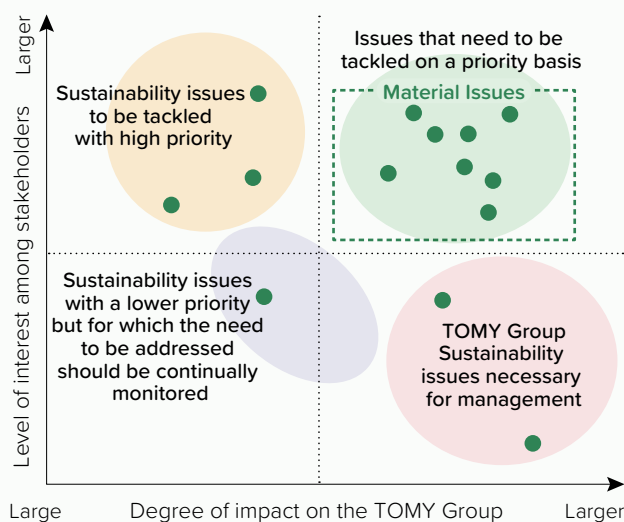 Larger
Level of interest among stakeholders
Sustainability issues
to be tackled
with high priority
Issues that need to be
tackled on a priority basis
Material Issues
Sustainability issues
with a lower priority
but for which the need
to be addressed
should be continually
monitored
TOMY Group
Sustainability
issues necessary
for management
Large
Degree of impact on the TOMY Group
Larger